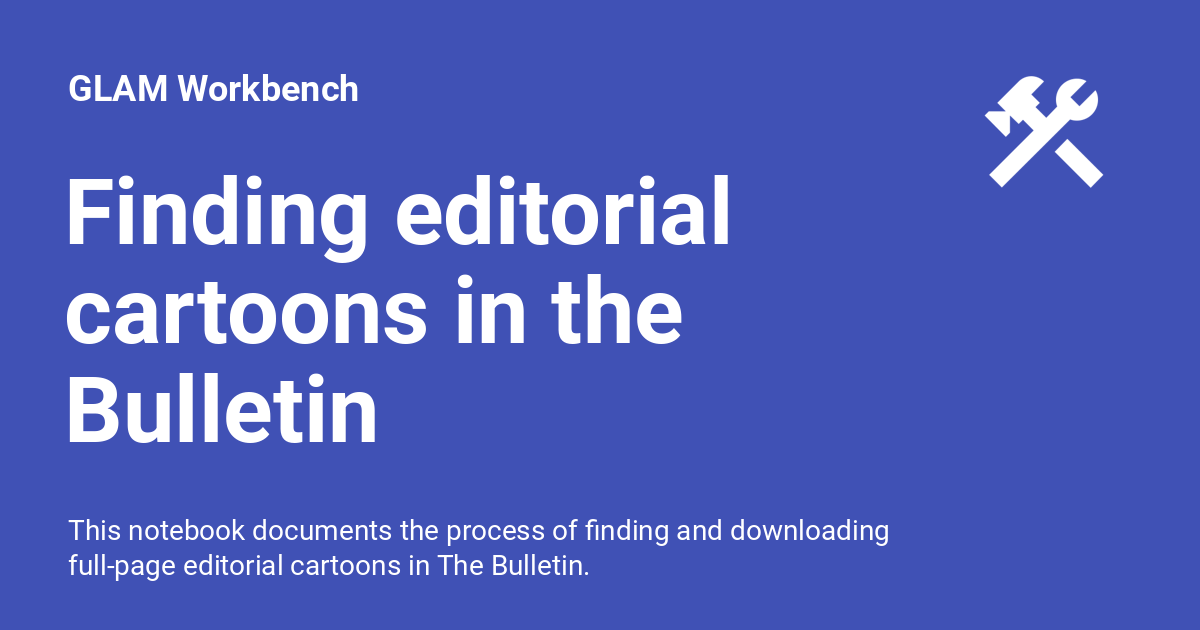 GLAM Workbench
Finding editorial
cartoons in the
Bulletin
This notebook documents the process of finding and downloading
full-page editorial cartoons in The Bulletin.